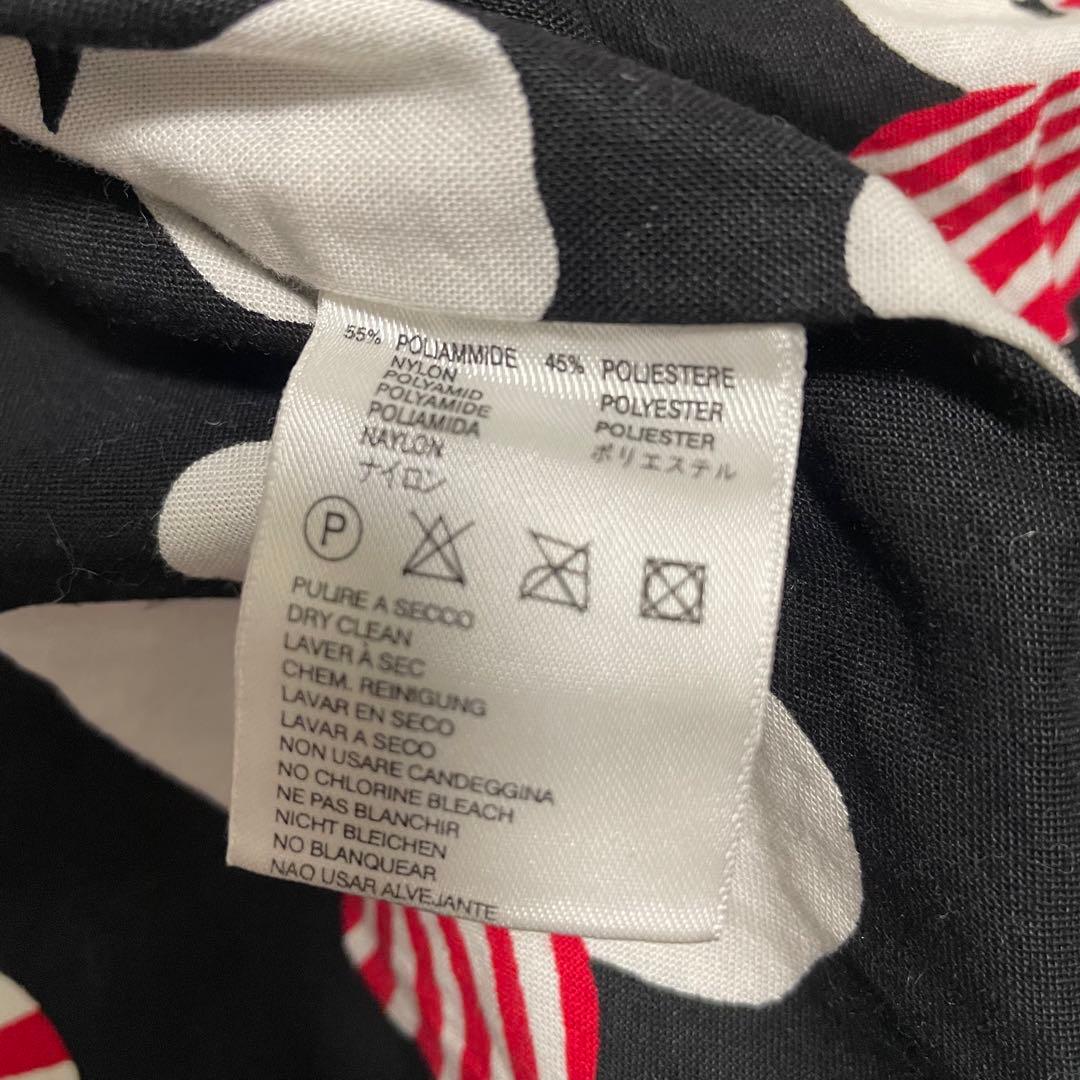 55% POLIAMMIDE 45% POLIESTERE
NYLON POLYESTER
POLYAMID POLIESTER
POLYAMIDE ポリエステル
POLIAMIDA
NAYLON
ナイロン
P
PULIRE A SECCO
DRY CLEAN
LAVER À SEC
CHEM. REINIGUNG
LAVAR EN SECO
LAVAR A SECO
NON USARE CANDEGGINA
NO CHLORINE BLEACH
NE PAS BLANCHIR
NICHT BLEICHEN
NO BLANQUEAR
NAO USAR ALVEJANTE